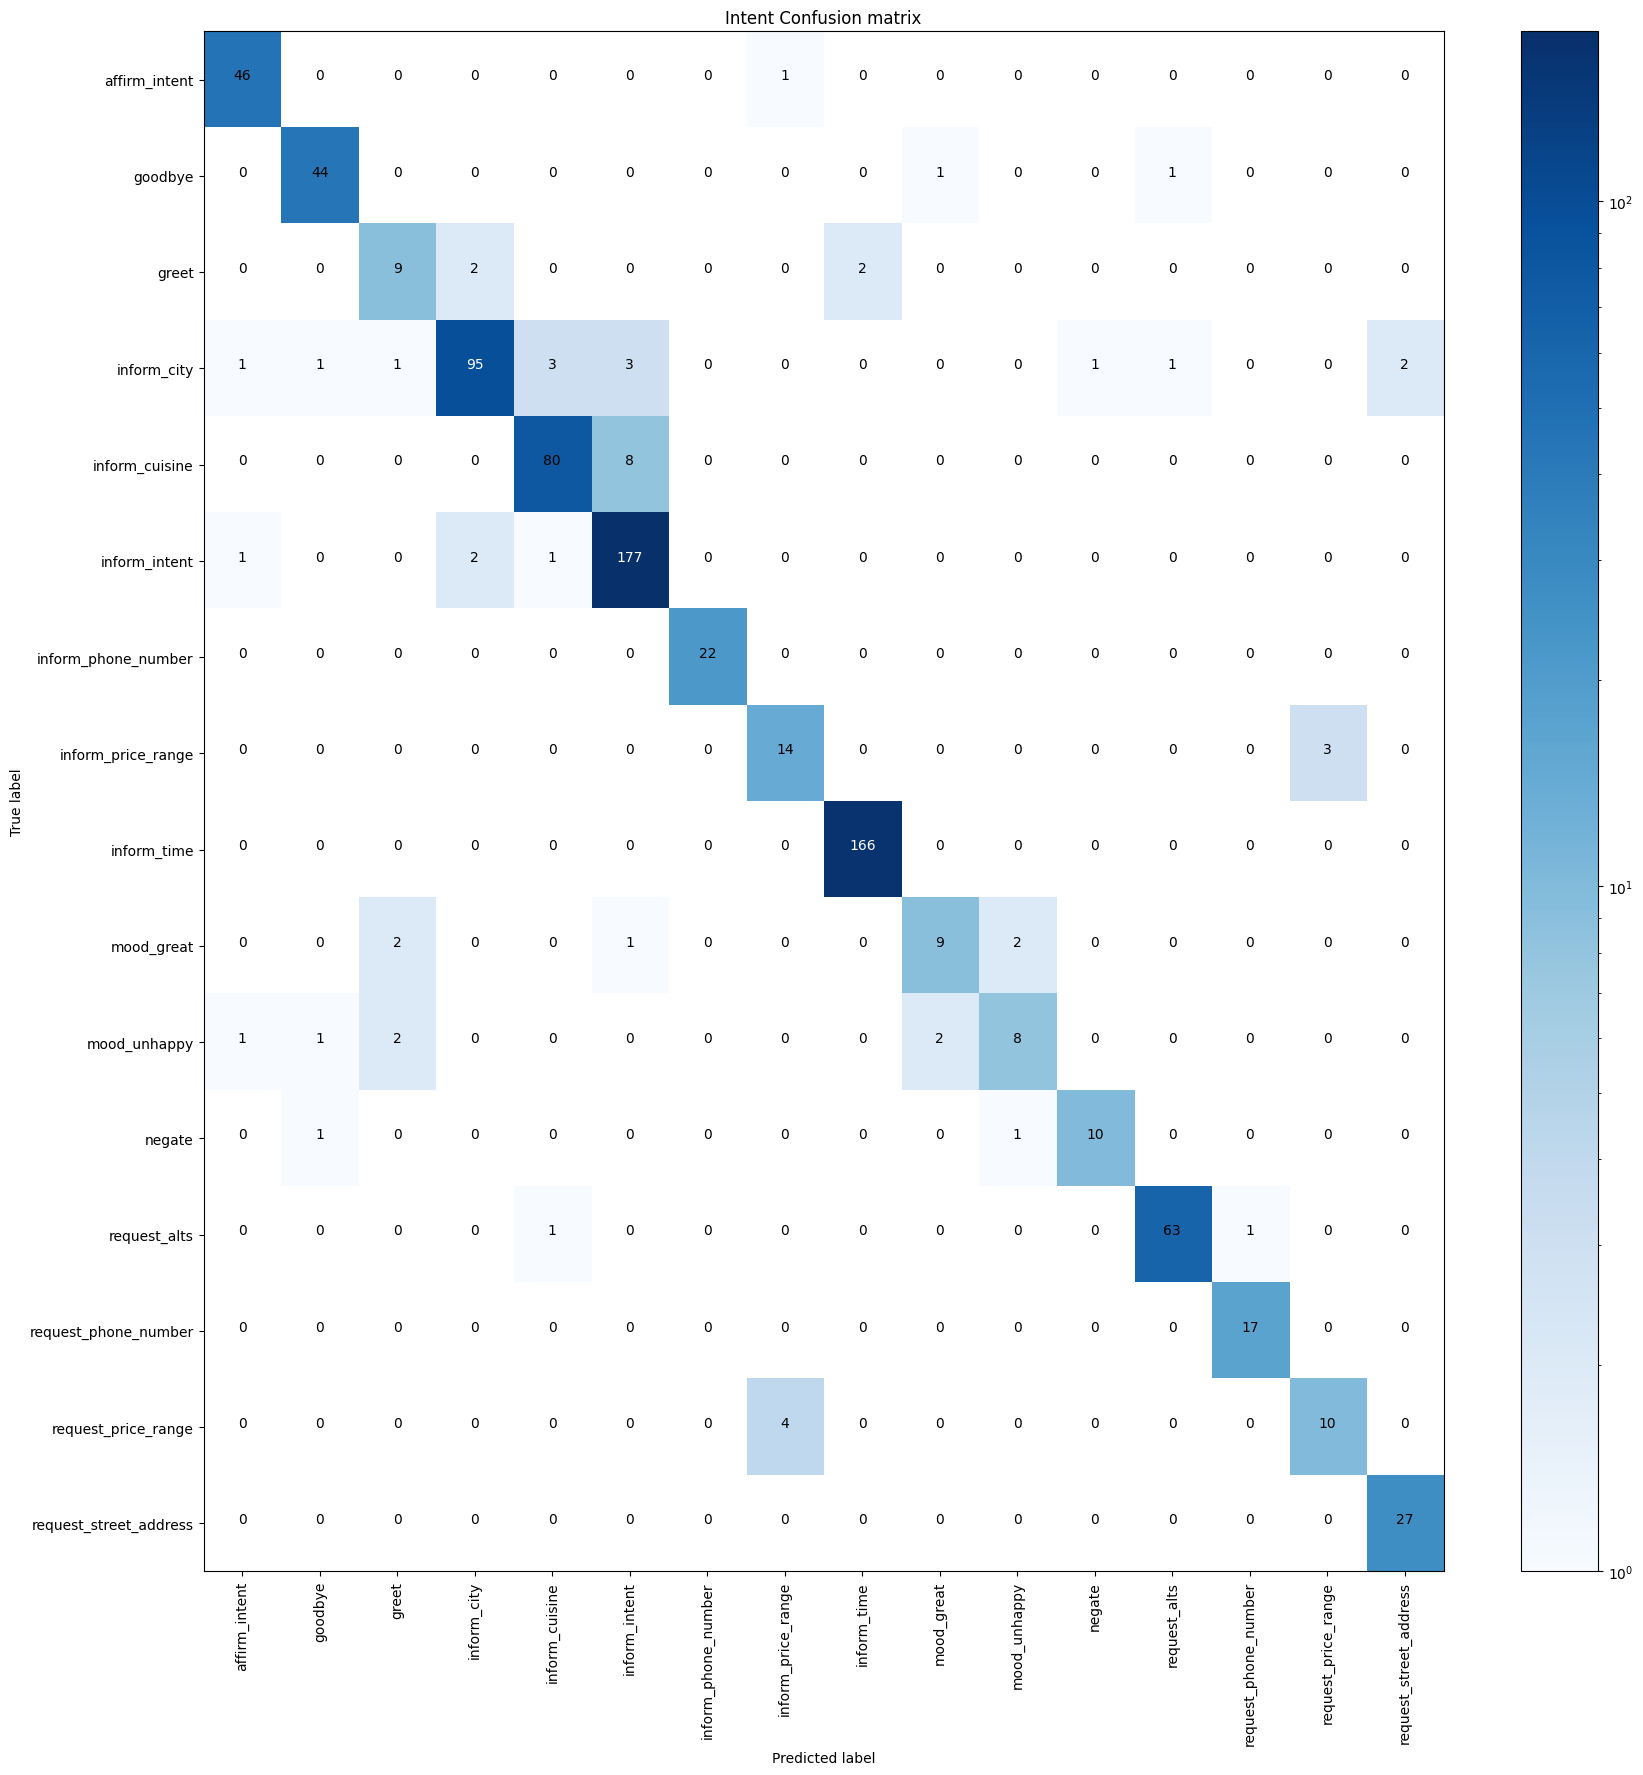 Intent Confusion matrix
affirm_intent 46 0 0 0 0 0 0 1 0 0 0 0 0 0 0 0
goodbye 0 44 0 0 0 0 0 0 0 1 0 0 1 0 0 0
greet 0 0 9 2 0 0 0 0 2 0 0 0 0 0 0 0
inform_city 1 1 1 95 3 3 0 0 0 0 0 1 1 0 0 2
inform_cuisine 0 0 0 0 80 8 0 0 0 0 0 0 0 0 0 0
inform_intent 1 0 0 2 1 177 0 0 0 0 0 0 0 0 0 0
inform_phone_number 0 0 0 0 0 0 22 0 0 0 0 0 0 0 0 0
inform_price_range 0 0 0 0 0 0 0 14 0 0 0 0 0 0 3 0
inform_time 0 0 0 0 0 0 0 0 166 0 0 0 0 0 0 0
mood_great 0 0 2 0 0 1 0 0 0 9 2 0 0 0 0 0
mood_unhappy 1 1 2 0 0 0 0 0 0 2 8 0 0 0 0 0
negate 0 1 0 0 0 0 0 0 0 0 1 10 0 0 0 0
request_alts 0 0 0 0 1 0 0 0 0 0 0 0 63 1 0 0
request_phone_number 0 0 0 0 0 0 0 0 0 0 0 0 0 17 0 0
request_price_range 0 0 0 0 0 0 0 4 0 0 0 0 0 0 10 0
request_street_address 0 0 0 0 0 0 0 0 0 0 0 0 0 0 0 27
True label
affirm_intent
goodbye
greet
inform_city
inform_cuisine
inform_intent
inform_phone_number
inform_price_range
inform_time
mood_great
mood_unhappy
negate
request_alts
request_phone_number
request_price_range
request_street_address
Predicted label
10²
10¹
10⁰